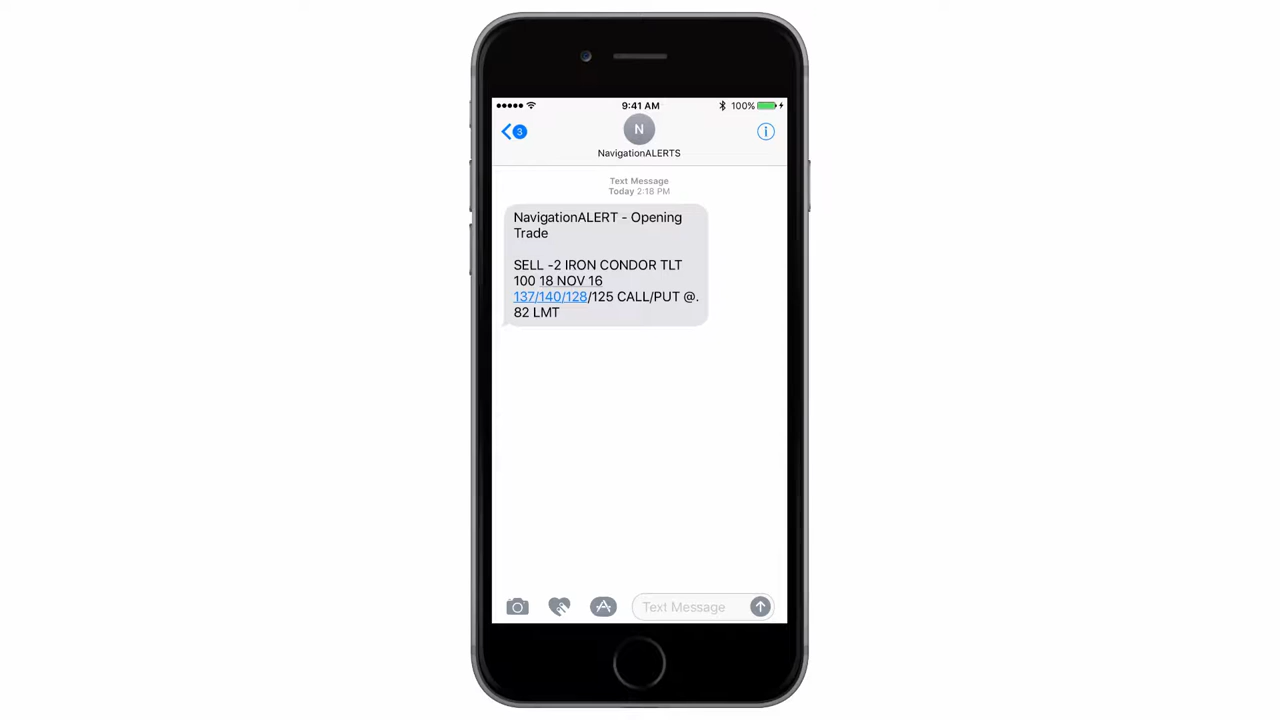 9:41 AM
100%
3
N
NavigationALERTS
Text Message
Today 2:18 PM
NavigationALERT - Opening
Trade
SELL -2 IRON CONDOR TLT
100 18 NOV 16
137/140/128/125 CALL/PUT @.
82 LMT
Text Message